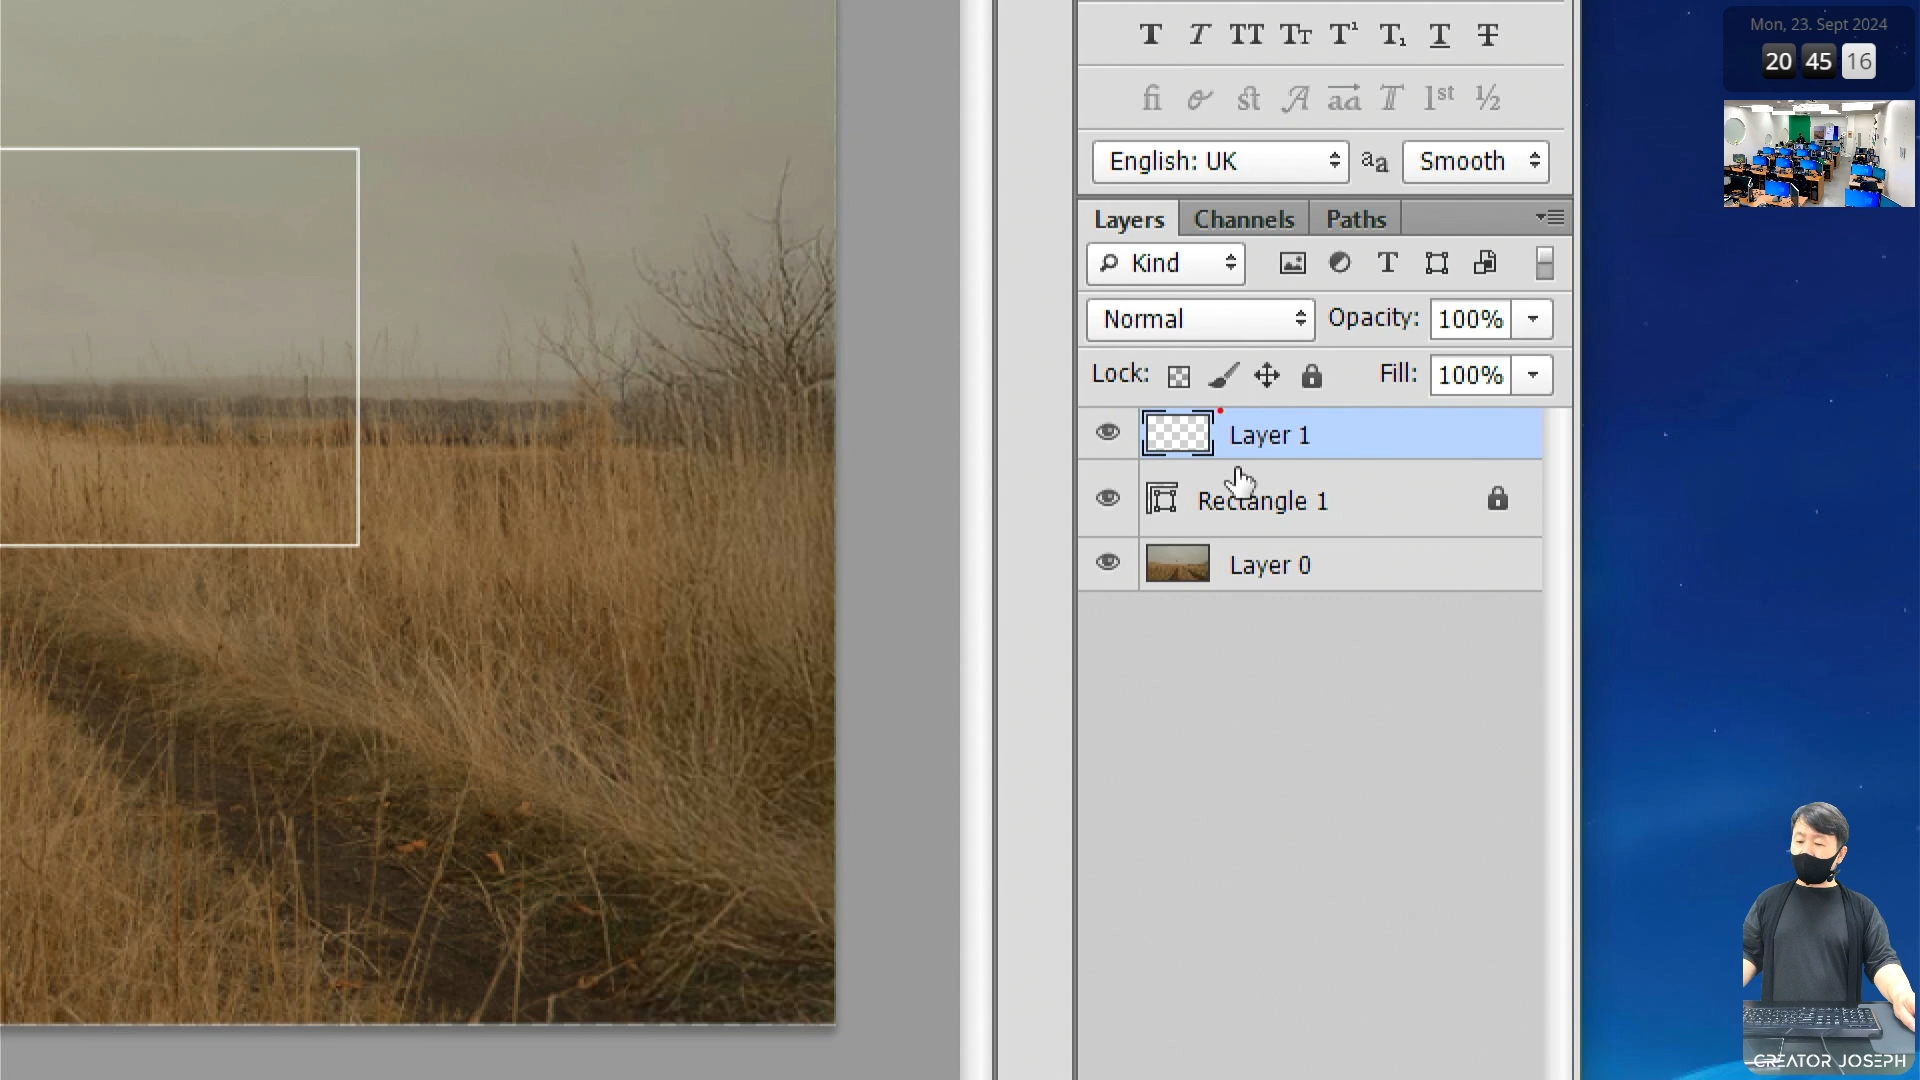 Mon, 23. Sept 2024
20 45 16
T T TT Tт T¹ T₁ T T
fi st A aa T 1st ½
English: UK aa Smooth
Layers Channels Paths
Kind T
Normal Opacity: 100%
Lock: Fill: 100%
Layer 1
Rectangle 1
Layer 0
CREATOR JOSEPH